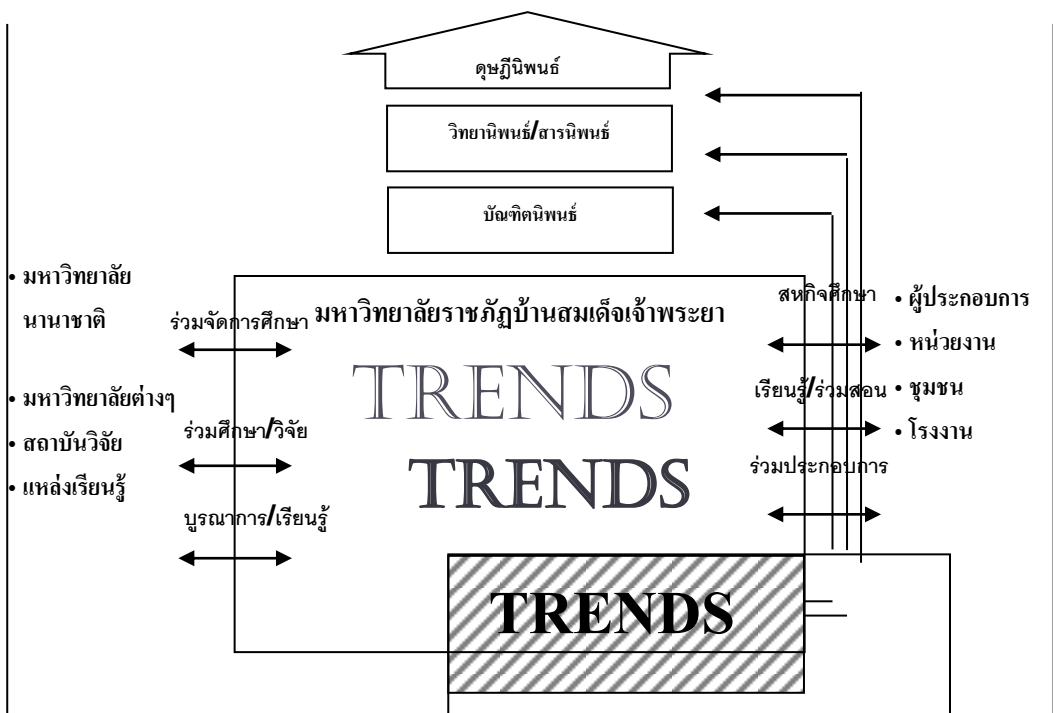 ดุษฎีนิพนธ์
วิทยานิพนธ์/สารนิพนธ์
บัณฑิตนิพนธ์
• มหาวิทยาลัย
นานาชาติ
• มหาวิทยาลัยต่างๆ
• สถาบันวิจัย
• แหล่งเรียนรู้
ร่วมจัดการศึกษา
ร่วมศึกษา/วิจัย
บูรณาการ/เรียนรู้
มหาวิทยาลัยราชภัฏบ้านสมเด็จเจ้าพระยา
TRENDS
TRENDS
TRENDS
สหกิจศึกษา
เรียนรู้/ร่วมสอน
ร่วมประกอบการ
• ผู้ประกอบการ
• หน่วยงาน
• ชุมชน
• โรงงาน